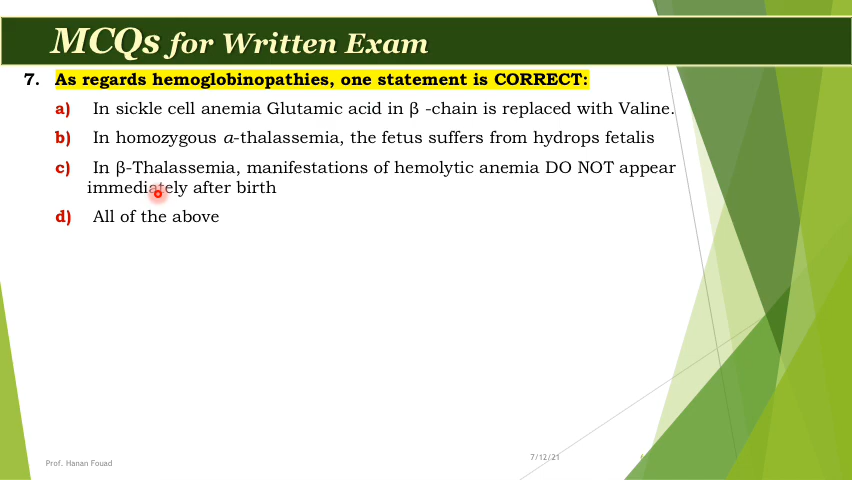 MCQs for Written Exam
7. As regards hemoglobinopathies, one statement is CORRECT:
a) In sickle cell anemia Glutamic acid in β -chain is replaced with Valine.
b) In homozygous α-thalassemia, the fetus suffers from hydrops fetalis
c) In β-Thalassemia, manifestations of hemolytic anemia DO NOT appear
immediately after birth
d) All of the above
Prof. Hanan Fouad
7/12/21